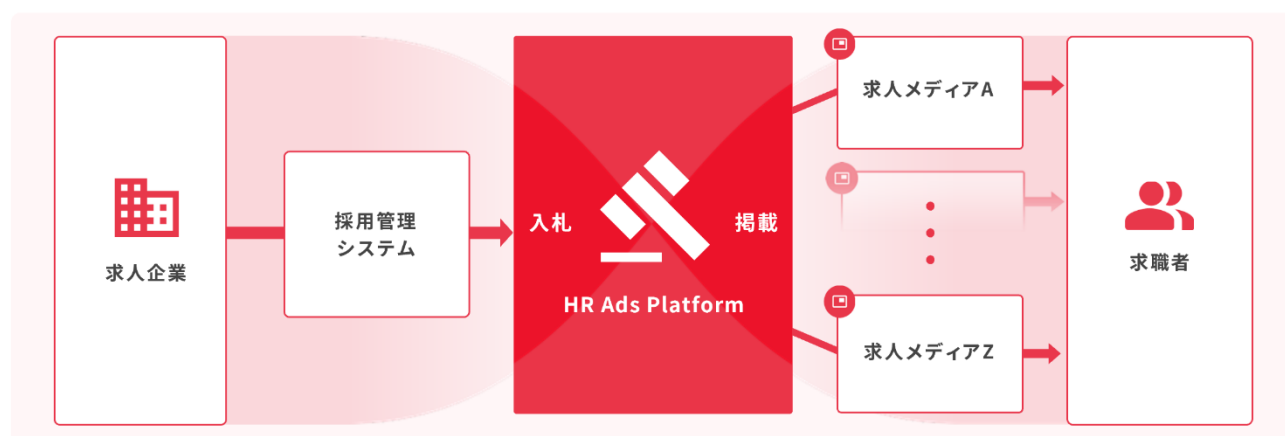 求人企業
採用管理
システム
入札
掲載
HR Ads Platform
求人メディアA
求人メディアZ
求職者